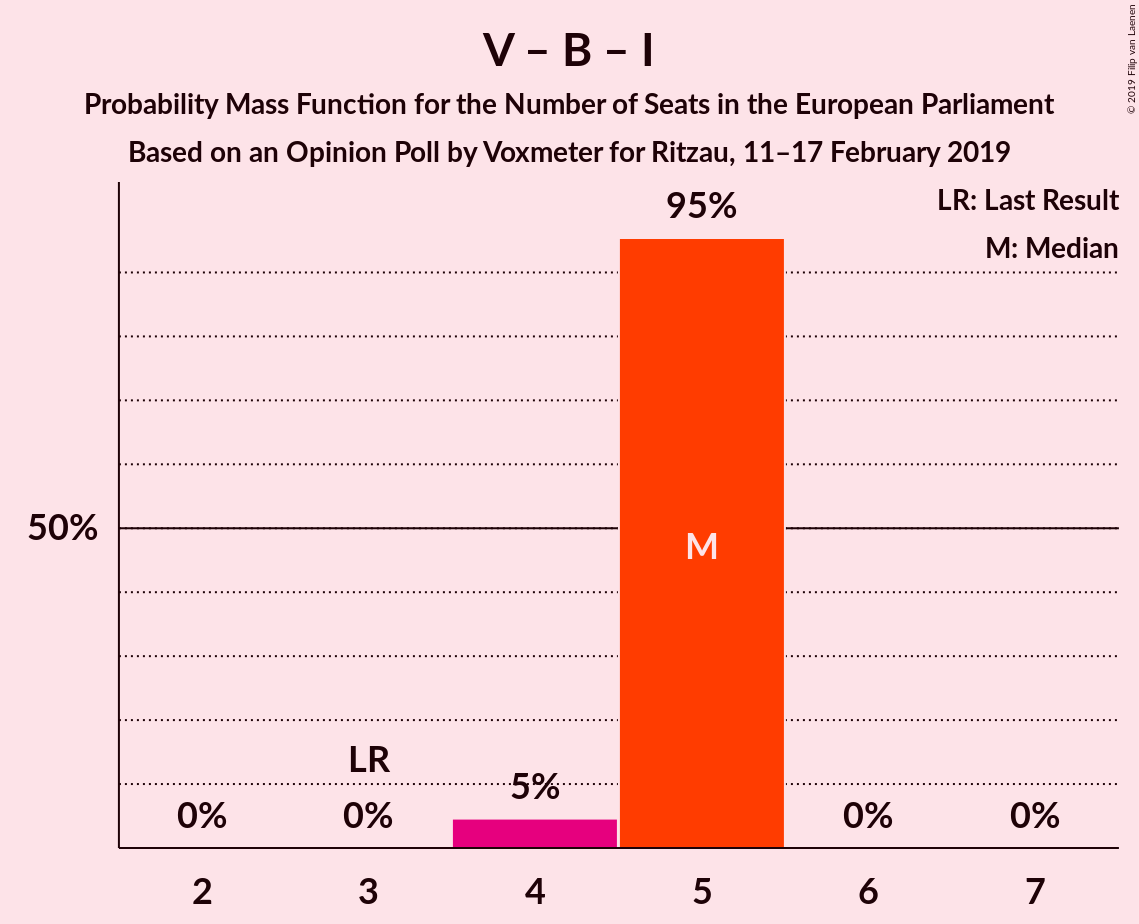 V – B – I
Probability Mass Function for the Number of Seats in the European Parliament
Based on an Opinion Poll by Voxmeter for Ritzau, 11–17 February 2019
© 2019 Filip van Laenen
LR: Last Result
M: Median
95%
50%
M
LR
5%
0%
0%
0%
0%
2
3
4
5
6
7